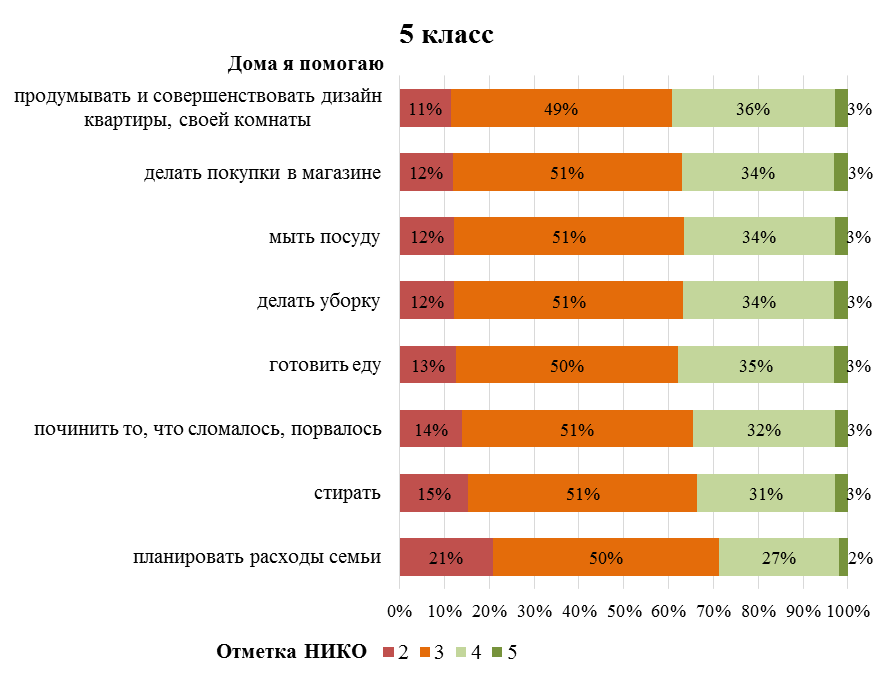 5 класс
Дома я помогаю
продумывать и совершенствовать дизайн
квартиры, своей комнаты
11% 49% 36% 3%
делать покупки в магазине 12% 51% 34% 3%
мыть посуду 12% 51% 34% 3%
делать уборку 12% 51% 34% 3%
готовить еду 13% 50% 35% 3%
починить то, что сломалось, порвалось 14% 51% 32% 3%
стирать 15% 51% 31% 3%
планировать расходы семьи 21% 50% 27% 2%
0% 10% 20% 30% 40% 50% 60% 70% 80% 90% 100%
Отметка НИКО 2 3 4 5